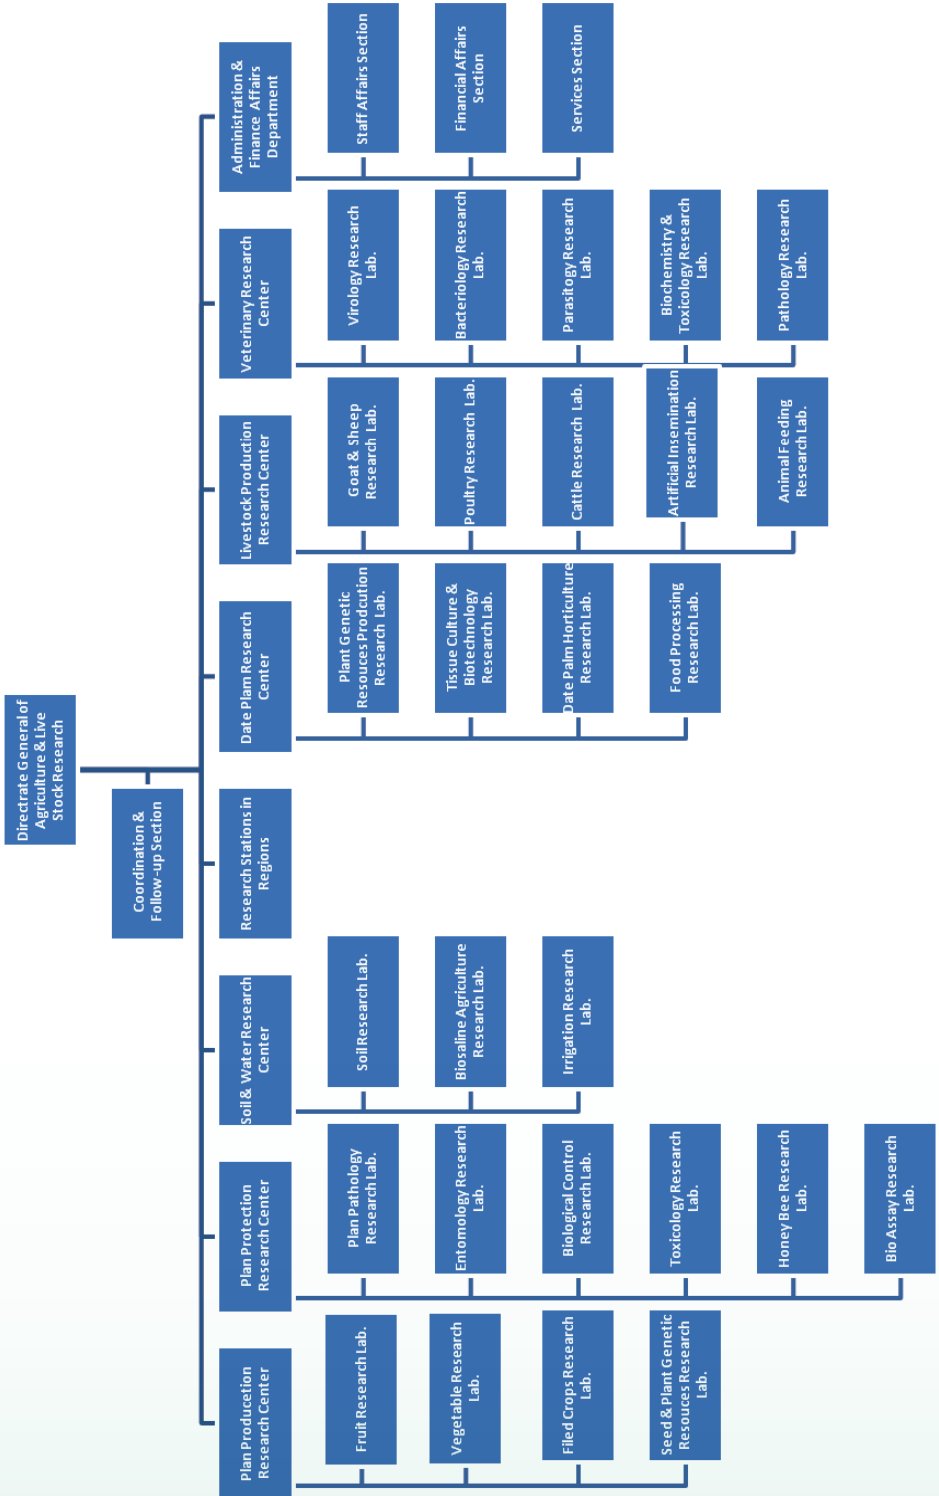 Directrate General of
Agriculture & Live
Stock Research
Coordination &
Follow-up Section
Plan Producetion
Research Center
Fruit Research Lab.
Vegetable Research
Lab.
Filed Crops Research
Lab.
Seed & Plant Genetic
Resouces Research
Lab.
Plan Protection
Research Center
Plan Pathology
Research Lab.
Entomology Research
Lab.
Biological Control
Research Lab.
Toxicology Research
Lab.
Honey Bee Research
Lab.
Bio Assay Research
Lab.
Soil & Water Research
Center
Soil Research Lab.
Biosaline Agriculture
Research Lab.
Irrigation Research
Lab.
Research Stations in
Regions
Date Plam Research
Center
Plant Genetic
Resouces Prodcution
Research Lab.
Tissue Culture &
Biotechnology
Research Lab.
Date Palm Horticulture
Research Lab.
Food Processing
Research Lab.
Livestock Production
Research Center
Goat & Sheep
Research Lab.
Poultry Research Lab.
Cattle Research Lab.
Artificial Insemination
Research Lab.
Animal Feeding
Research Lab.
Veterinary Research
Center
Virology Research
Lab.
Bacteriology Research
Lab.
Parasitogy Research
Lab.
Biochemistry &
Toxicology Research
Lab.
Pathology Research
Lab.
Administration &
Finance Affairs
Department
Staff Affairs Section
Financial Affairs
Section
Services Section